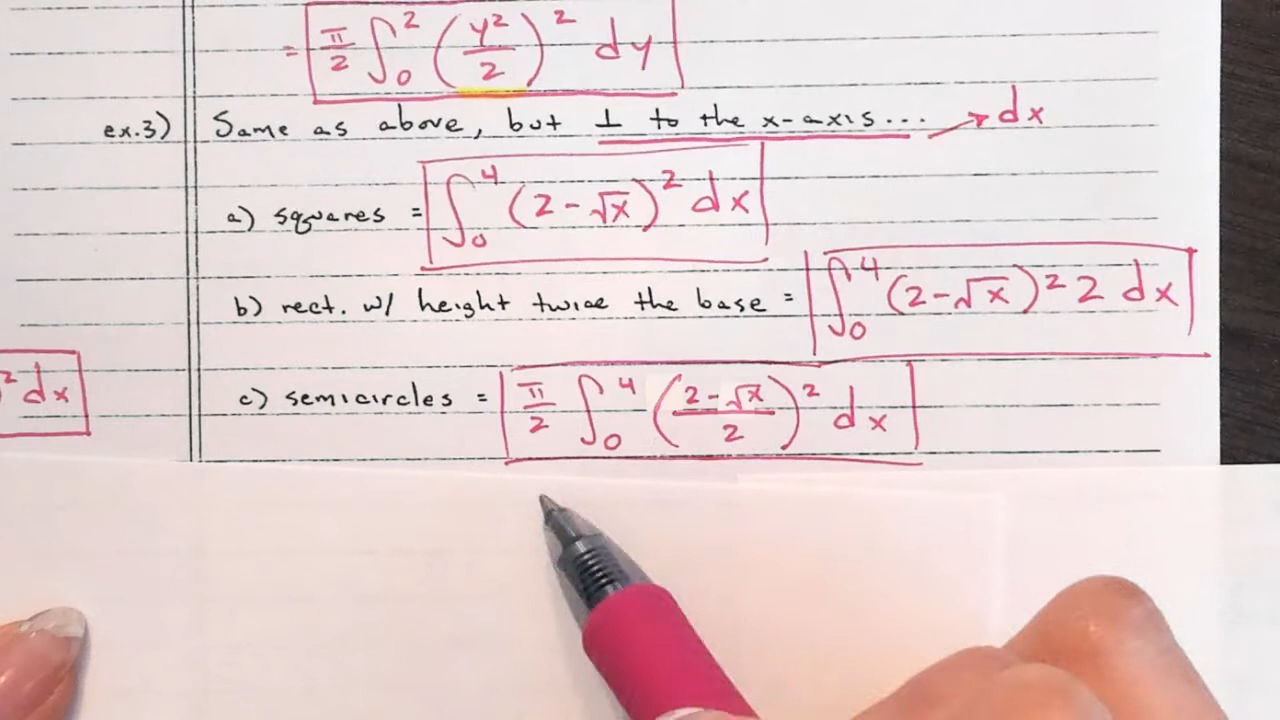 = π/2 ∫₀² (y²/2)² dy
ex.3) Same as above, but ⊥ to the x-axis... → dx
a) squares = ∫₀⁴ (2-√x)² dx
b) rect. w/ height twice the base = ∫₀⁴ (2-√x)² 2 dx
² dx
c) semicircles = π/2 ∫₀⁴ ((2-√x)/2)² dx